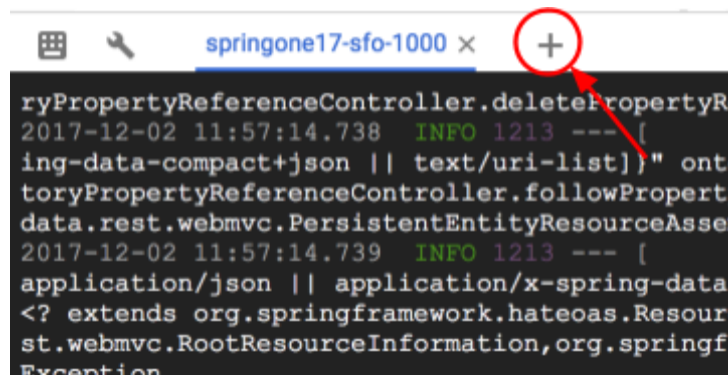 springone17-sfo-1000 × +
ryPropertyReferenceController.deletePropertyR
2017-12-02 11:57:14.738 INFO 1213 --- [
ing-data-compact+json || text/uri-list]}" ont
toryPropertyReferenceController.followPropert
data.rest.webmvc.PersistentEntityResourceAsse
2017-12-02 11:57:14.739 INFO 1213 --- [
application/json || application/x-spring-data
<? extends org.springframework.hateoas.Resour
st.webmvc.RootResourceInformation,org.springf
Exception